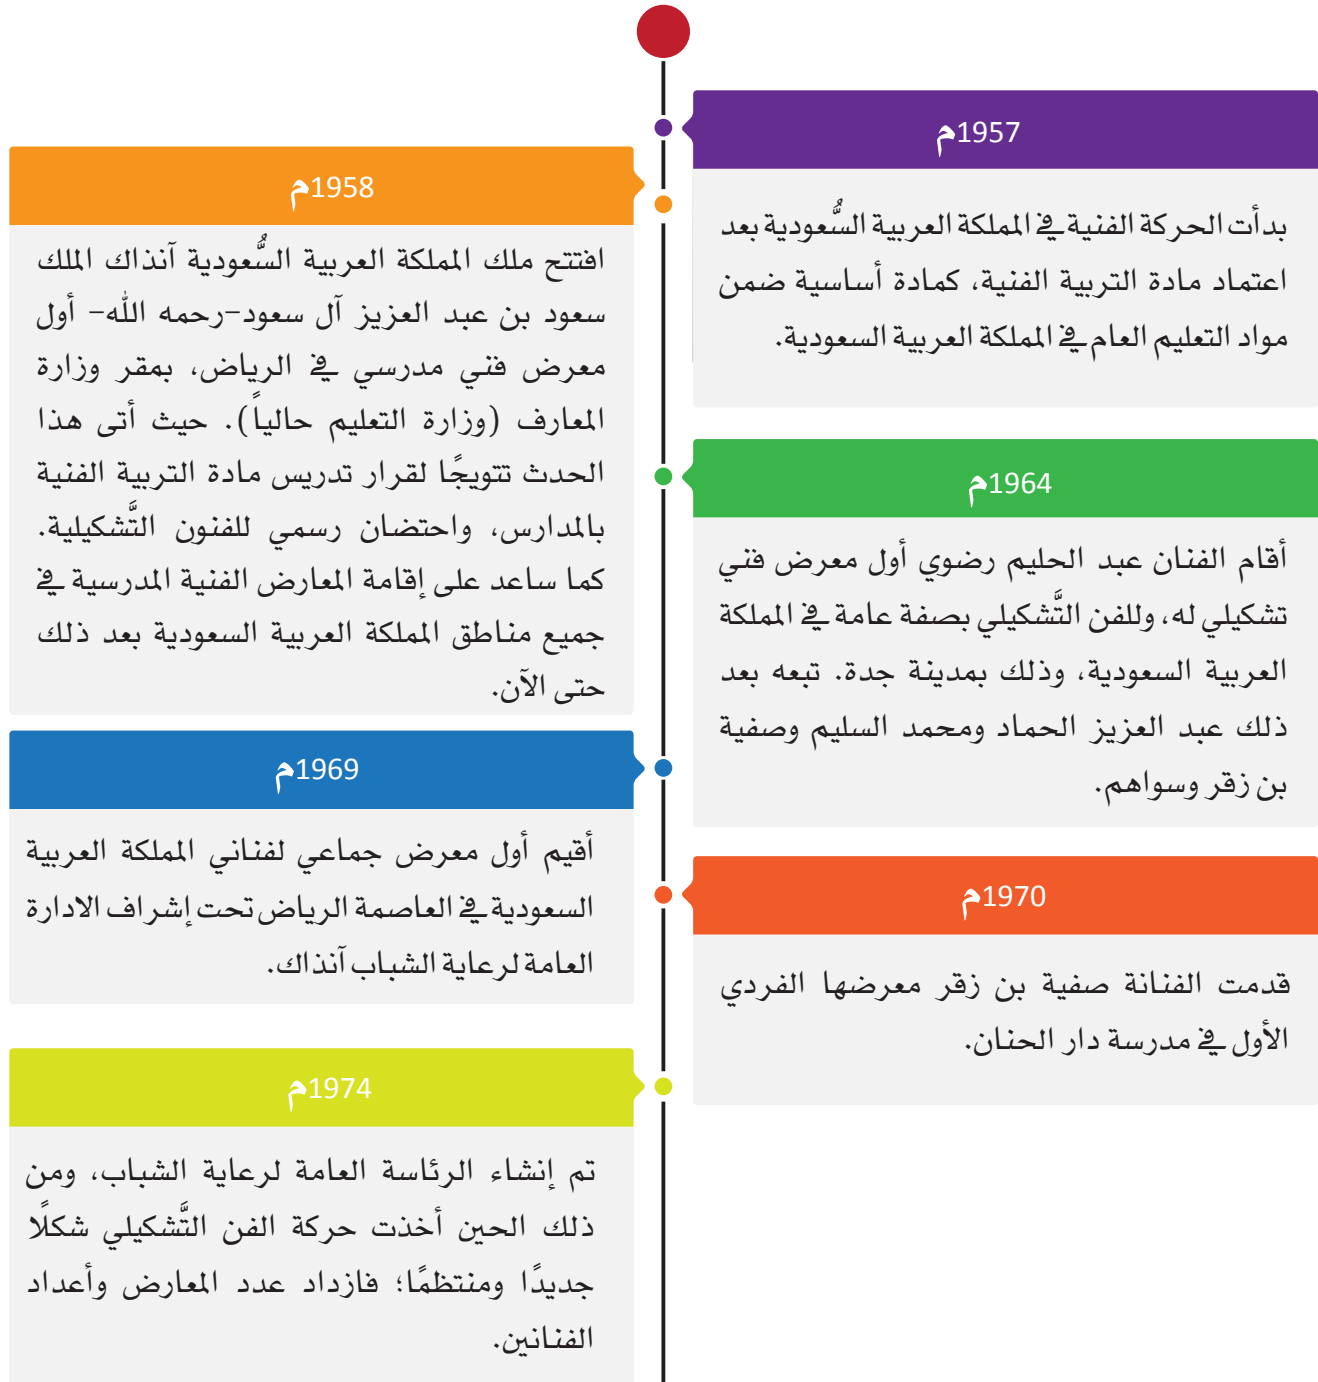 1957م
بدأت الحركة الفنية في المملكة العربية السُّعودية بعد
اعتماد مادة التربية الفنية، كمادة أساسية ضمن
مواد التعليم العام في المملكة العربية السعودية.
1958م
افتتح ملك المملكة العربية السُّعودية آنذاك الملك
سعود بن عبد العزيز آل سعود-رحمه الله- أول
معرض فني مدرسي في الرياض، بمقر وزارة
المعارف (وزارة التعليم حالياً). حيث أتى هذا
الحدث تتويجًا لقرار تدريس مادة التربية الفنية
بالمدارس، واحتضان رسمي للفنون التَّشكيلية.
كما ساعد على إقامة المعارض الفنية المدرسية في
جميع مناطق المملكة العربية السعودية بعد ذلك
حتى الآن.
1964م
أقام الفنان عبد الحليم رضوي أول معرض فني
تشكيلي له، وللفن التَّشكيلي بصفة عامة في المملكة
العربية السعودية، وذلك بمدينة جدة. تبعه بعد
ذلك عبد العزيز الحماد ومحمد السليم وصفية
بن زقر وسواهم.
1969م
أقيم أول معرض جماعي لفناني المملكة العربية
السعودية في العاصمة الرياض تحت إشراف الادارة
العامة لرعاية الشباب آنذاك.
1970م
قدمت الفنانة صفية بن زقر معرضها الفردي
الأول في مدرسة دار الحنان.
1974م
تم إنشاء الرئاسة العامة لرعاية الشباب، ومن
ذلك الحين أخذت حركة الفن التَّشكيلي شكلًا
جديدًا ومنتظمًا؛ فازداد عدد المعارض وأعداد
الفنانين.